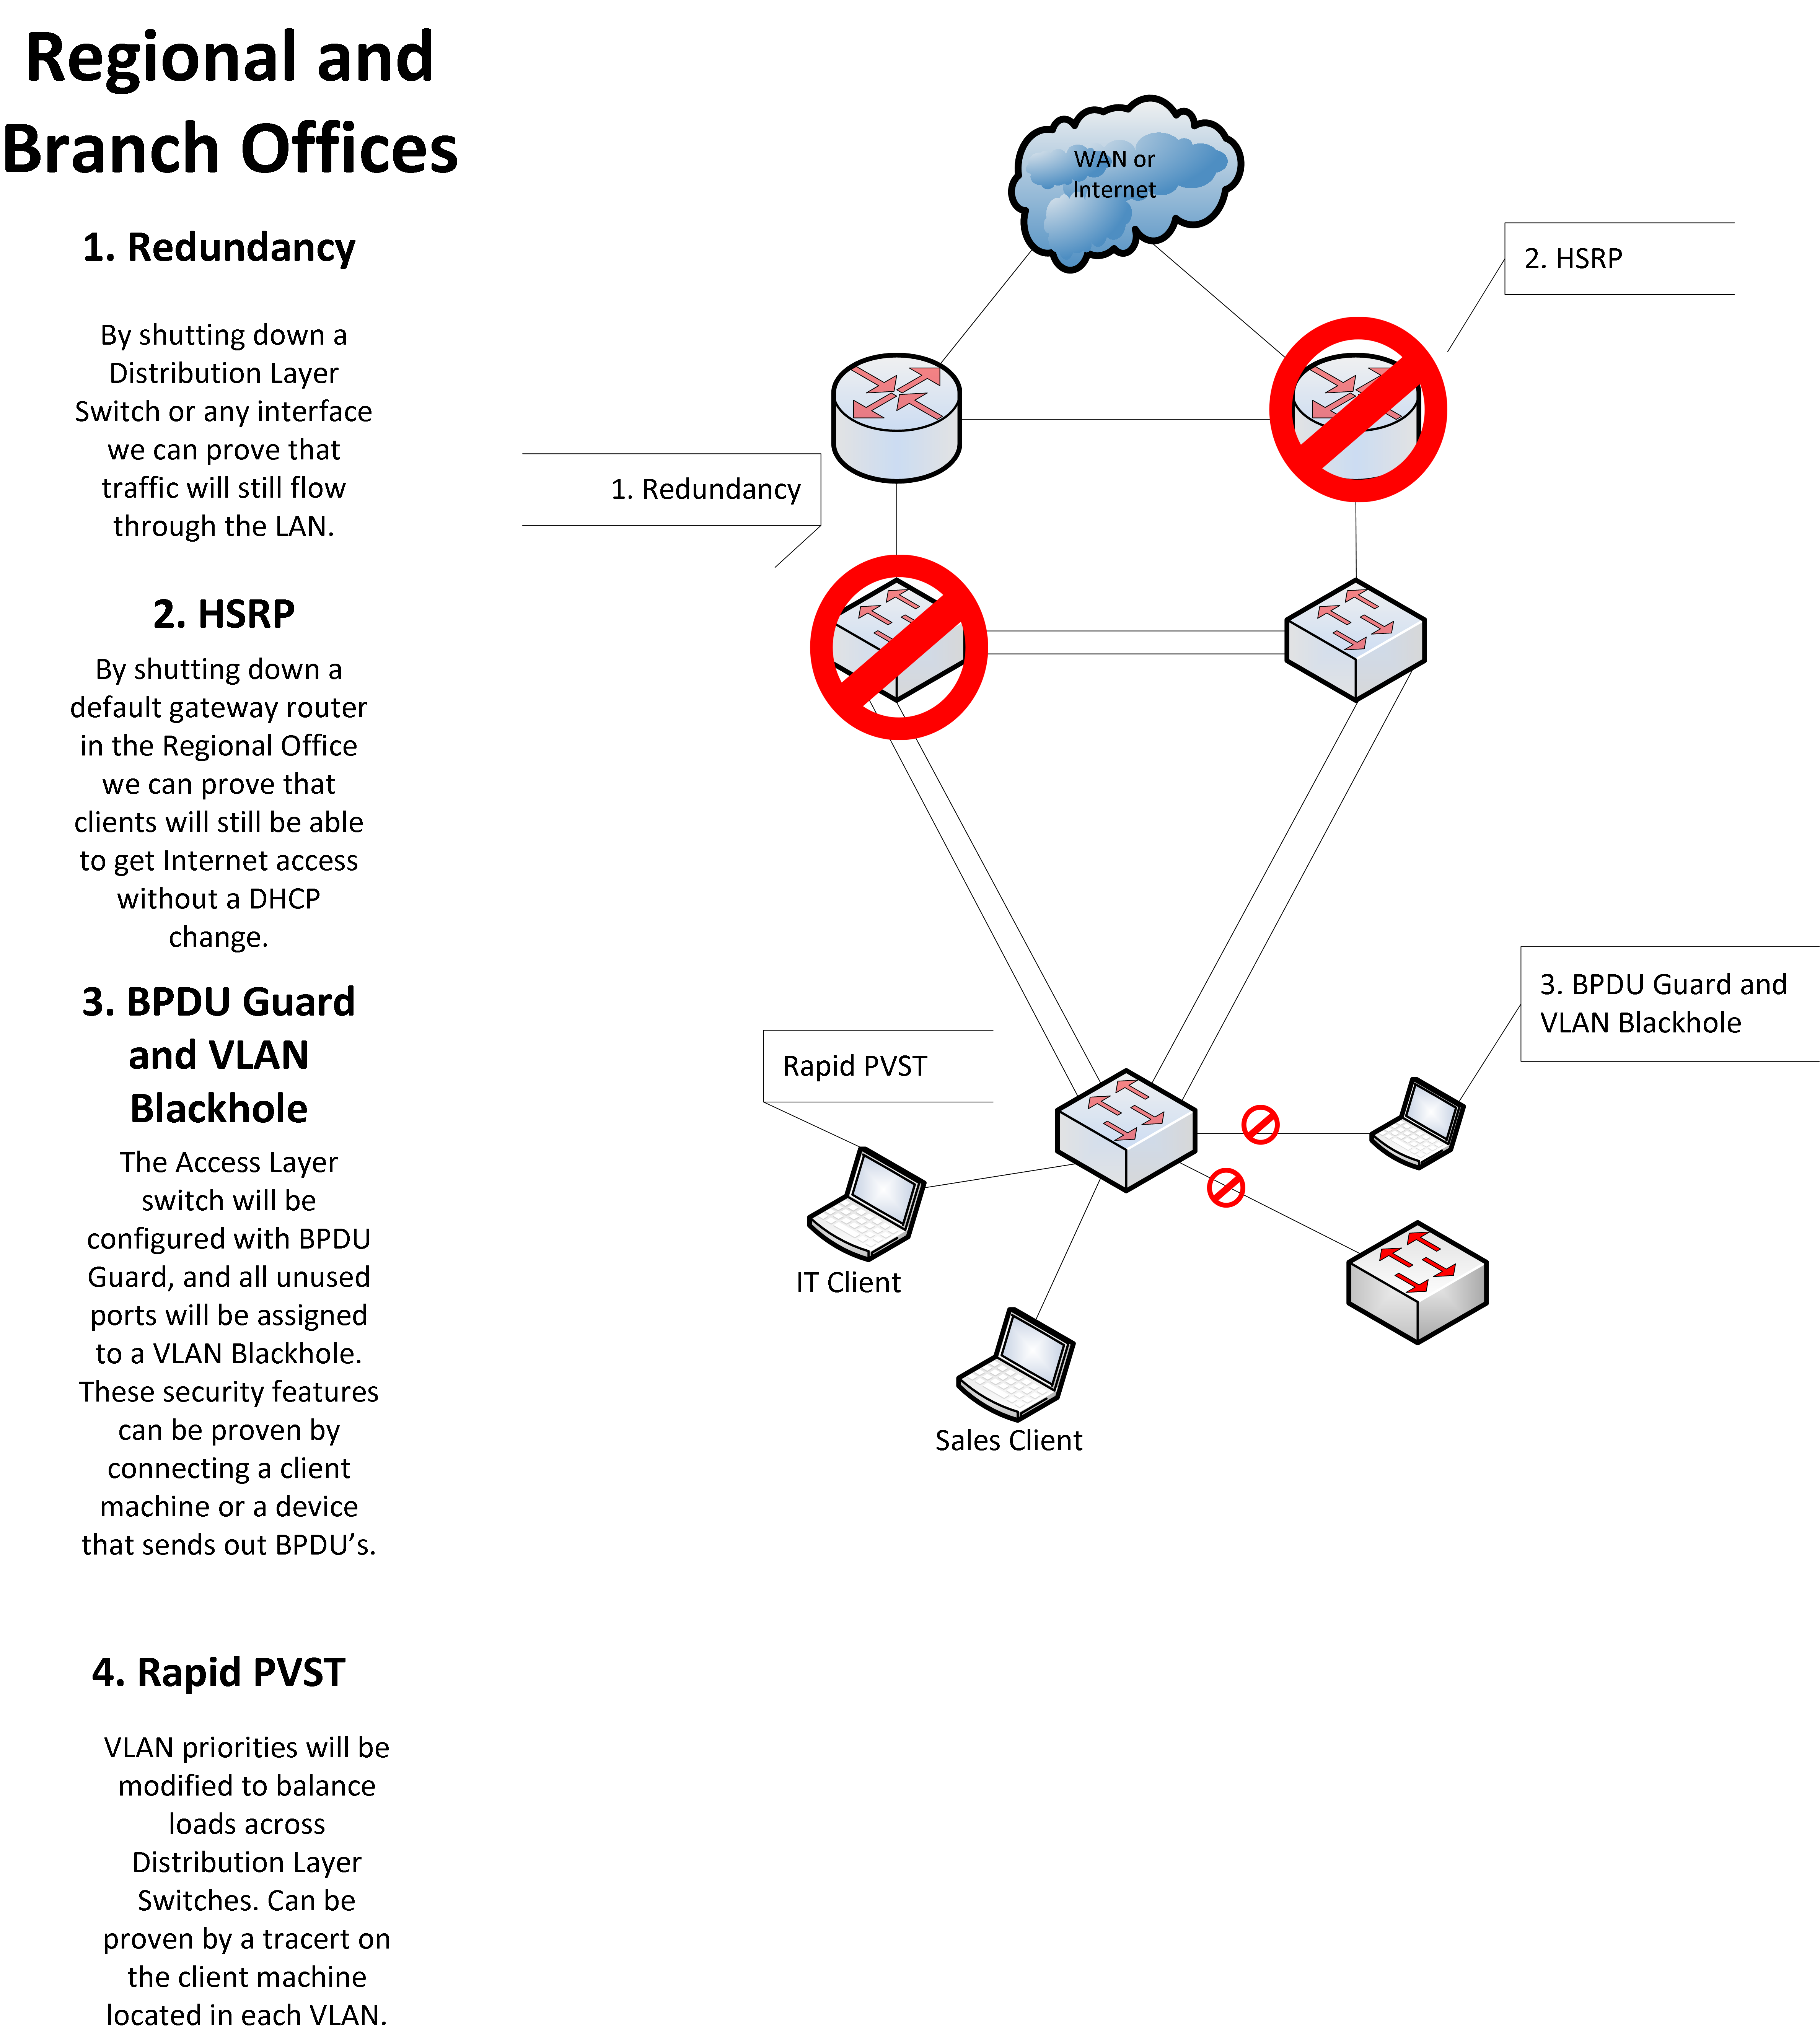 Regional and
Branch Offices
1. Redundancy
By shutting down a
Distribution Layer
Switch or any interface
we can prove that
traffic will still flow
through the LAN.
2. HSRP
By shutting down a
default gateway router
in the Regional Office
we can prove that
clients will still be able
to get Internet access
without a DHCP
change.
3. BPDU Guard
and VLAN
Blackhole
The Access Layer
switch will be
configured with BPDU
Guard, and all unused
ports will be assigned
to a VLAN Blackhole.
These security features
can be proven by
connecting a client
machine or a device
that sends out BPDU’s.
4. Rapid PVST
VLAN priorities will be
modified to balance
loads across
Distribution Layer
Switches. Can be
proven by a tracert on
the client machine
located in each VLAN.
WAN or
Internet
2. HSRP
1. Redundancy
3. BPDU Guard and
VLAN Blackhole
Rapid PVST
IT Client
Sales Client